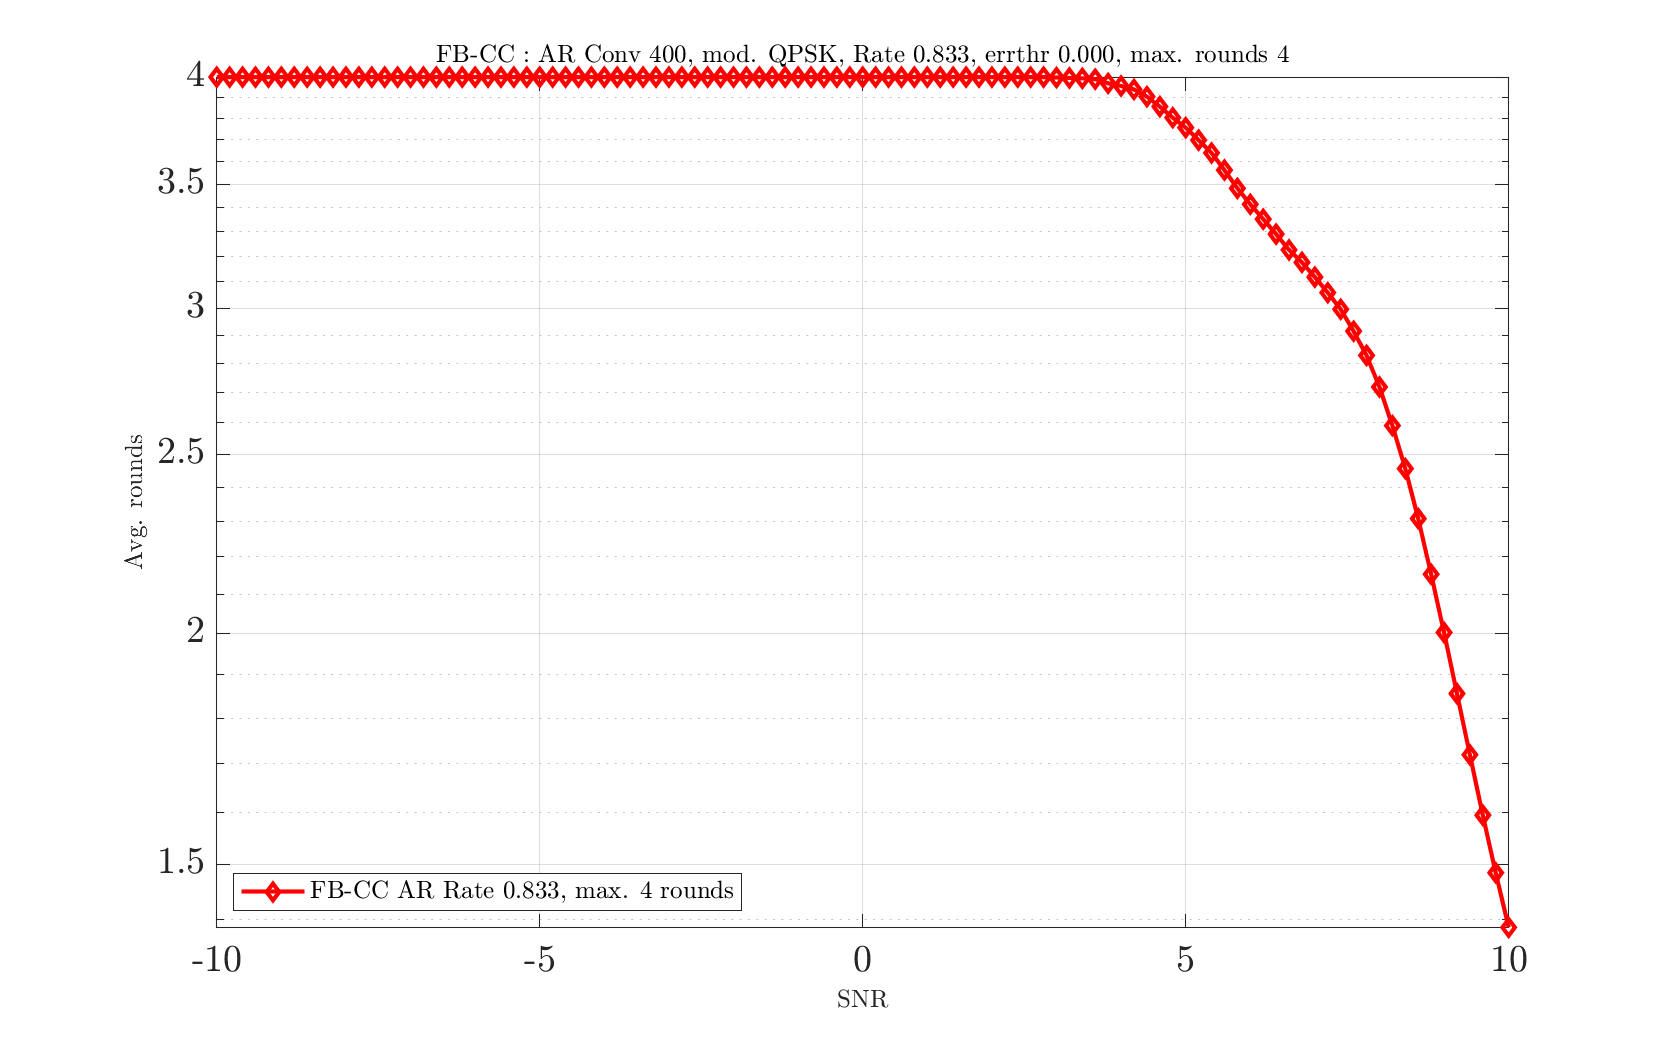 FB-CC : AR Conv 400, mod. QPSK, Rate 0.833, errthr 0.000, max. rounds 4
4
3.5
3
2.5
2
1.5
Avg. rounds
FB-CC AR Rate 0.833, max. 4 rounds
-10 -5 0 5 10
SNR